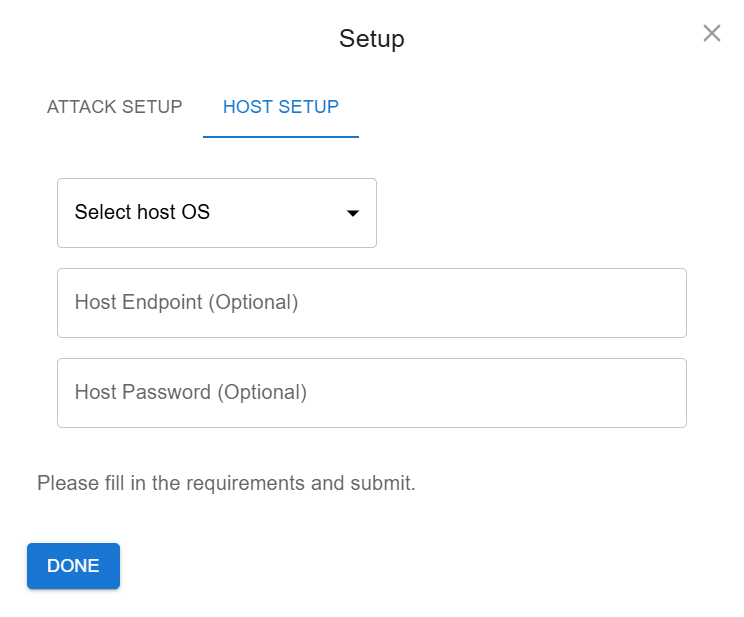 Setup
ATTACK SETUP HOST SETUP
Select host OS
Host Endpoint (Optional)
Host Password (Optional)
Please fill in the requirements and submit.
DONE